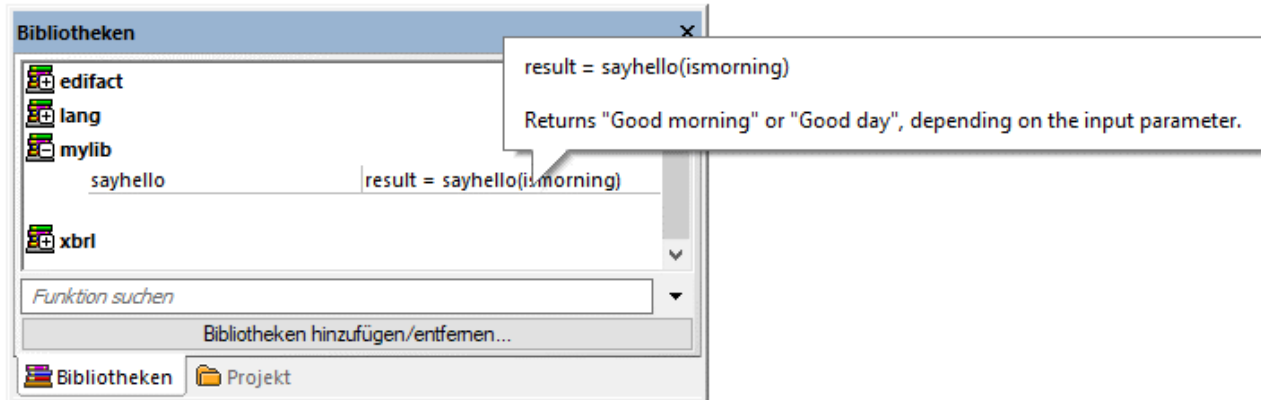 Bibliotheken
edifact
lang
mylib
sayhello result = sayhello(ismorning)
xbrl
result = sayhello(ismorning)
Returns "Good morning" or "Good day", depending on the input parameter.
Funktion suchen
Bibliotheken hinzufügen/entfernen...
Bibliotheken Projekt